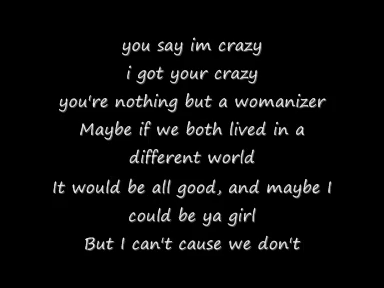 you say im crazy
i got your crazy
you're nothing but a womanizer
Maybe if we both lived in a
different world
It would be all good, and maybe I
could be ya girl
But I can't cause we don't